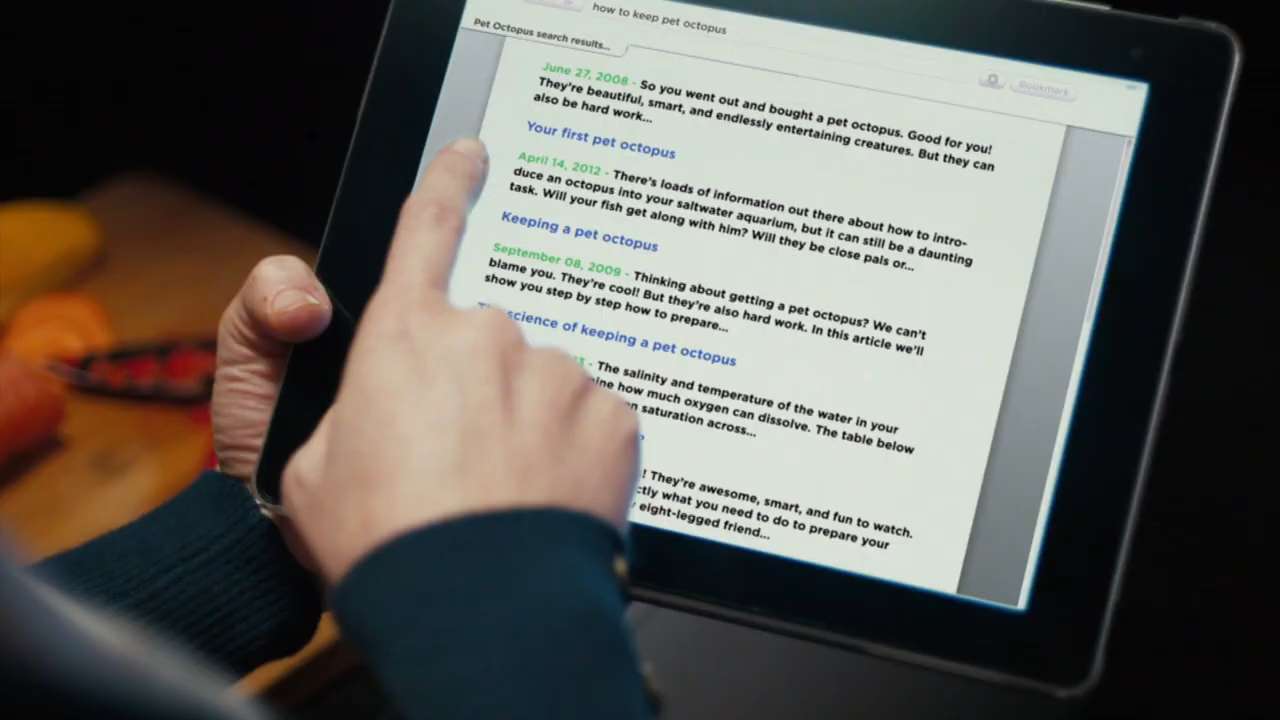 how to keep pet octopus
Pet Octopus search results...
Bookmark
June 27, 2008 - So you went out and bought a pet octopus. Good for you!
They're beautiful, smart, and endlessly entertaining creatures. But they can
also be hard work...
Your first pet octopus
April 14, 2012 - There's loads of information out there about how to intro-
duce an octopus into your saltwater aquarium, but it can still be a daunting
task. Will your fish get along with him? Will they be close pals or...
Keeping a pet octopus
September 08, 2009 - Thinking about getting a pet octopus? We can't
blame you. They're cool! But they're also hard work. In this article we'll
show you step by step how to prepare...
science of keeping a pet octopus
- The salinity and temperature of the water in your
how much oxygen can dissolve. The table below
saturation across...
! They're awesome, smart, and fun to watch.
what you need to do to prepare your
eight-legged friend...